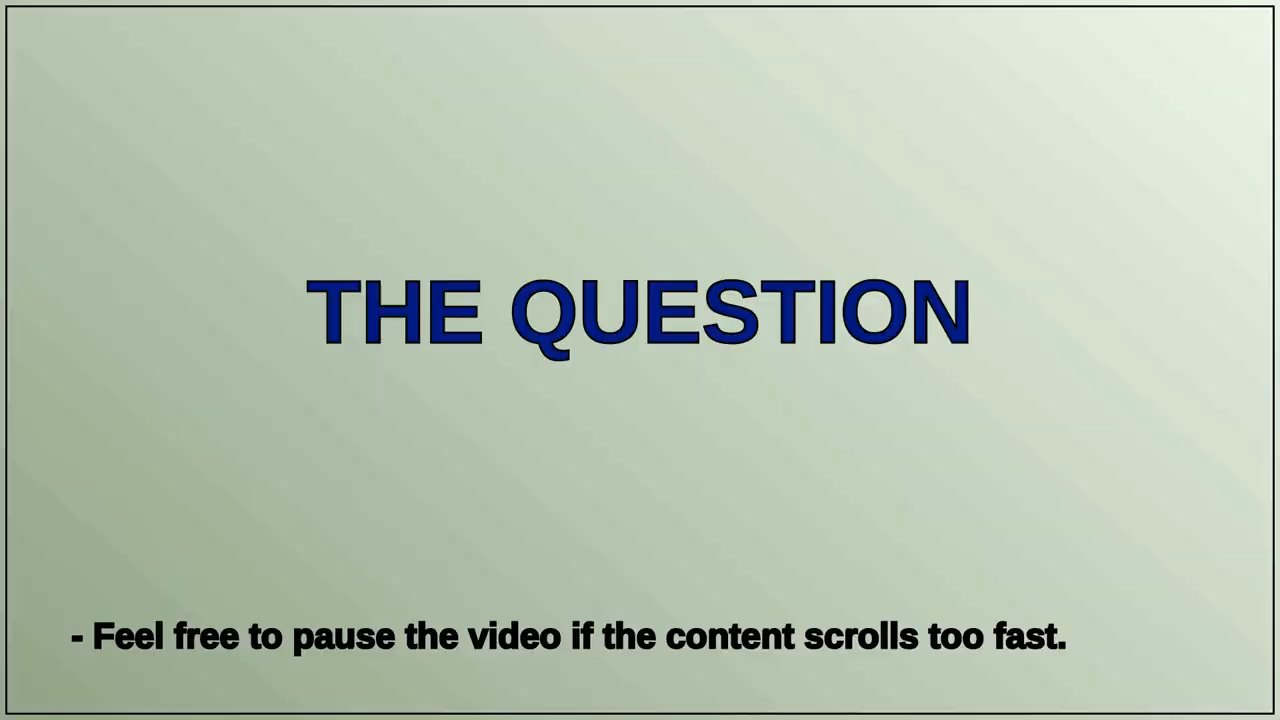 THE QUESTION
- Feel free to pause the video if the content scrolls too fast.